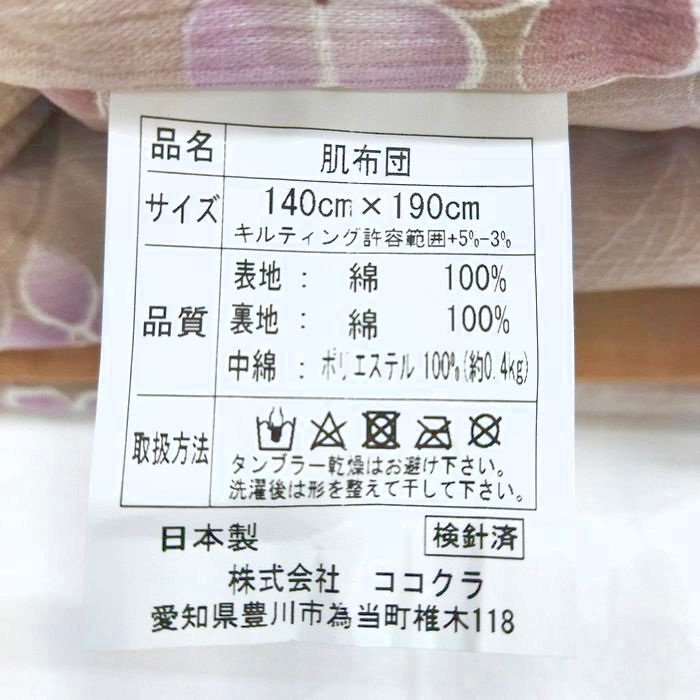 品名 肌布団
サイズ 140cm×190cm
キルティング許容範囲+5%-3%
品質 表地 : 綿 100%
裏地 : 綿 100%
中綿 : ポリエステル 100%(約0.4kg)
取扱方法
タンブラー乾燥はお避け下さい。
洗濯後は形を整えて干して下さい。
日本製 検針済
株式会社 ココクラ
愛知県豊川市為当町椎木118